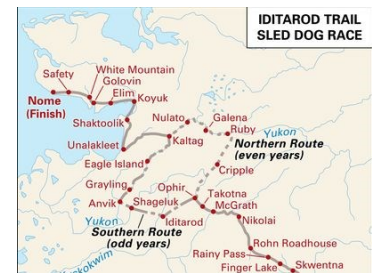 IDITAROD TRAIL
SLED DOG RACE
Safety
White Mountain
Golovin
Elim
Koyuk
Nome
(Finish)
Shaktoolik
Nulato
Galena
Ruby
Yukon
Unalakleet
Kaltag
Northern Route
(even years)
Eagle Island
Cripple
Grayling
Ophir
Takotna
McGrath
Anvik
Shageluk
Iditarod
Nikolai
Yukon
Southern Route
(odd years)
Rohn Roadhouse
Rainy Pass
Finger Lake
Skwentna